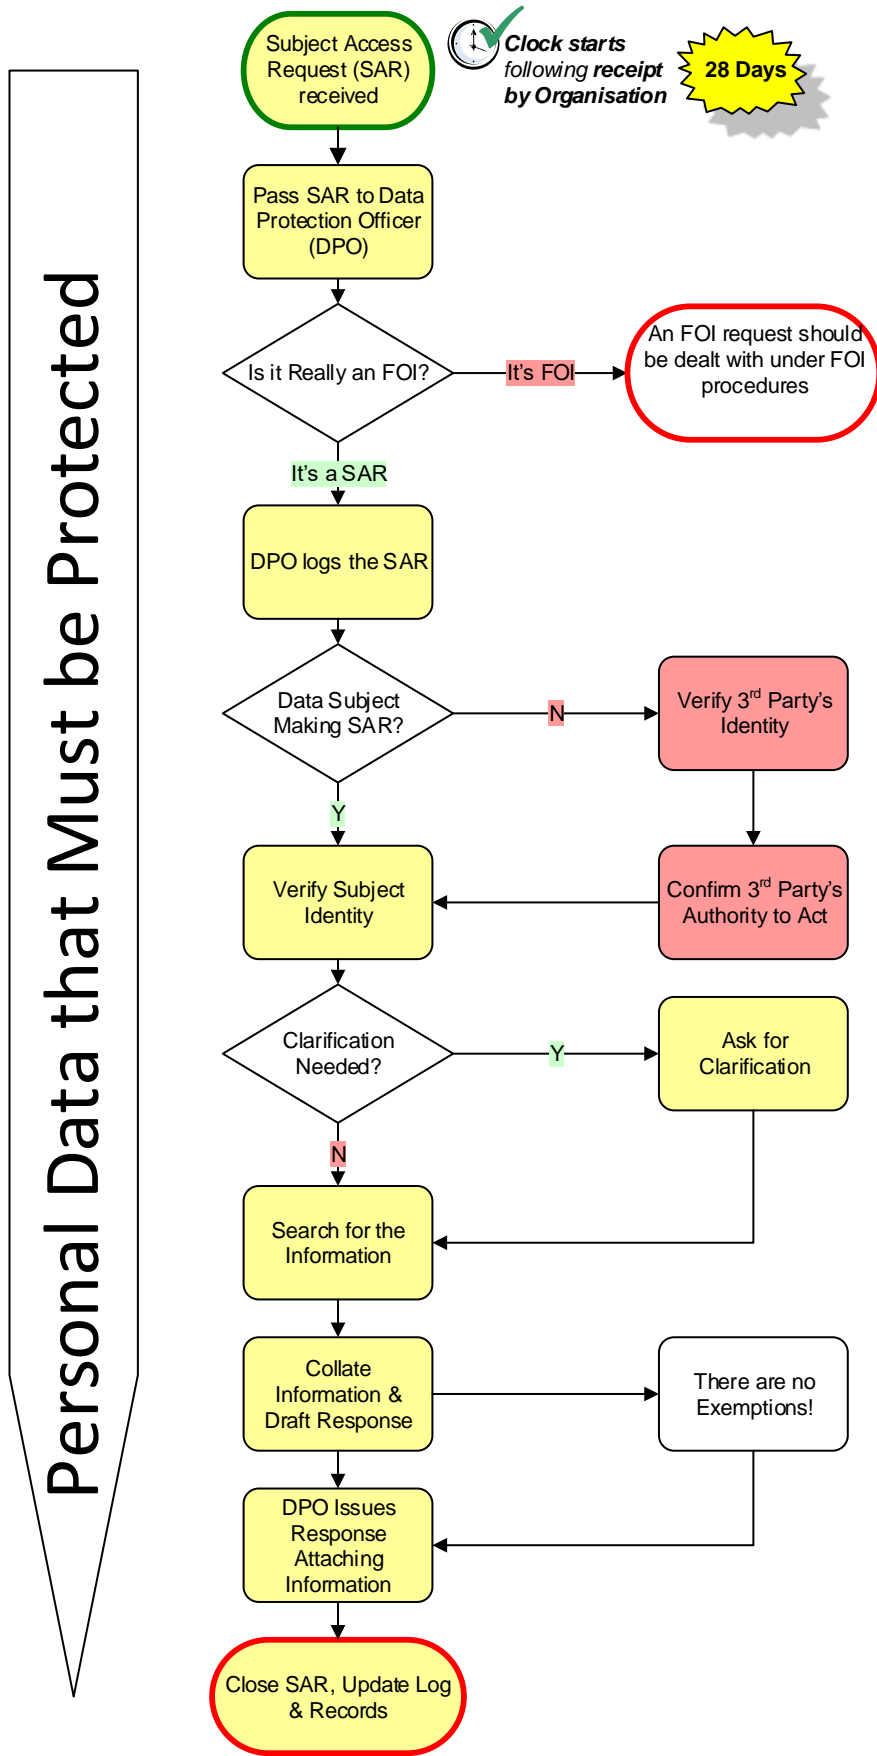 Subject Access
Request (SAR)
received
Clock starts
following receipt
by Organisation
28 Days
Personal Data that Must be Protected
Pass SAR to Data
Protection Officer
(DPO)
Is it Really an FOI?
It's FOI
An FOI request should
be dealt with under FOI
procedures
It's a SAR
DPO logs the SAR
Data Subject
Making SAR?
N
Verify 3rd Party's
Identity
Y
Verify Subject
Identity
Confirm 3rd Party's
Authority to Act
Clarification
Needed?
Y
Ask for
Clarification
N
Search for the
Information
Collate
Information &
Draft Response
There are no
Exemptions!
DPO Issues
Response
Attaching
Information
Close SAR, Update Log
& Records